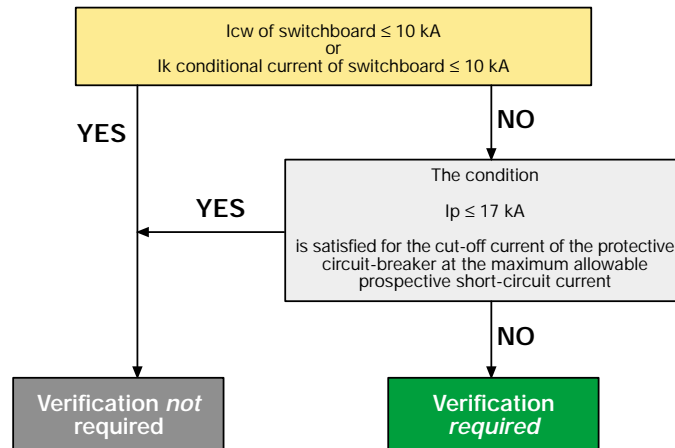 Icw of switchboard ≤ 10 kA
or
Ik conditional current of switchboard ≤ 10 kA
YES
NO
The condition
YES
Ip ≤ 17 kA
is satisfied for the cut-off current of the protective
circuit-breaker at the maximum allowable
prospective short-circuit current
NO
Verification not
required
Verification
required